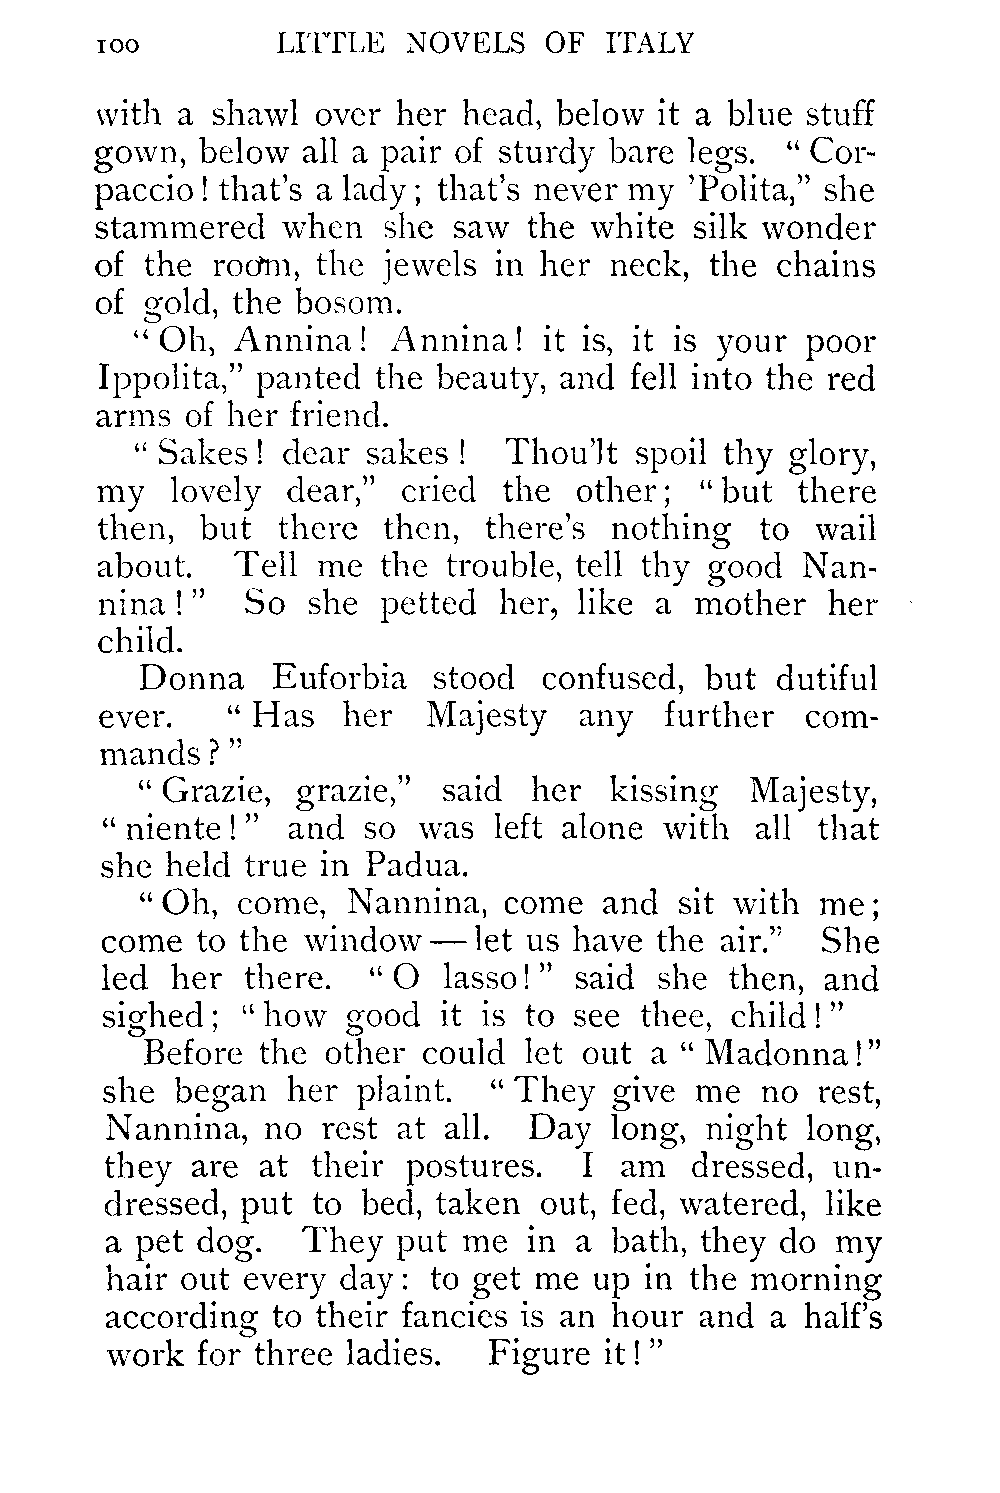 100 LITTLE NOVELS OF ITALY
with a shawl over her head, below it a blue stuff
gown, below all a pair of sturdy bare legs. “ Cor-
paccio ! that’s a lady ; that’s never my ’Polita,” she
stammered when she saw the white silk wonder
of the room, the jewels in her neck, the chains
of gold, the bosom.
“ Oh, Annina ! Annina ! it is, it is your poor
Ippolita,” panted the beauty, and fell into the red
arms of her friend.
“ Sakes ! dear sakes ! Thou’lt spoil thy glory,
my lovely dear,” cried the other ; “ but there
then, but there then, there’s nothing to wail
about. Tell me the trouble, tell thy good Nan-
nina ! ” So she petted her, like a mother her
child.
Donna Euforbia stood confused, but dutiful
ever. “ Has her Majesty any further com-
mands ? ”
“ Grazie, grazie,” said her kissing Majesty,
“ niente ! ” and so was left alone with all that
she held true in Padua.
“ Oh, come, Nannina, come and sit with me ;
come to the window — let us have the air.” She
led her there. “ O lasso ! ” said she then, and
sighed ; “ how good it is to see thee, child ! ”
Before the other could let out a “ Madonna ! ”
she began her plaint. “ They give me no rest,
Nannina, no rest at all. Day long, night long,
they are at their postures. I am dressed, un-
dressed, put to bed, taken out, fed, watered, like
a pet dog. They put me in a bath, they do my
hair out every day : to get me up in the morning
according to their fancies is an hour and a half’s
work for three ladies. Figure it ! ”